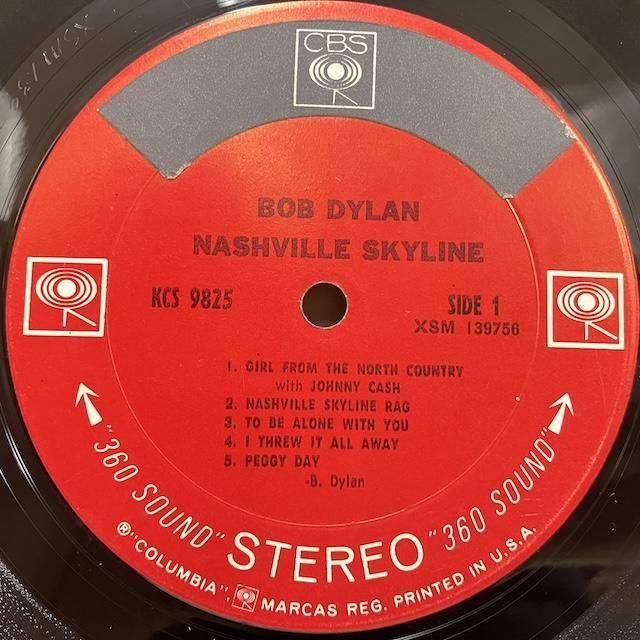 CBS
BOB DYLAN
NASHVILLE SKYLINE
KCS 9825
SIDE 1
XSM 139756
1. GIRL FROM THE NORTH COUNTRY
with JOHNNY CASH
2. NASHVILLE SKYLINE RAG
3. TO BE ALONE WITH YOU
4. I THREW IT ALL AWAY
5. PEGGY DAY
-B. Dylan
"360 SOUND" STEREO "360 SOUND"
®"COLUMBIA", MARCAS REG. PRINTED IN U.S.A.